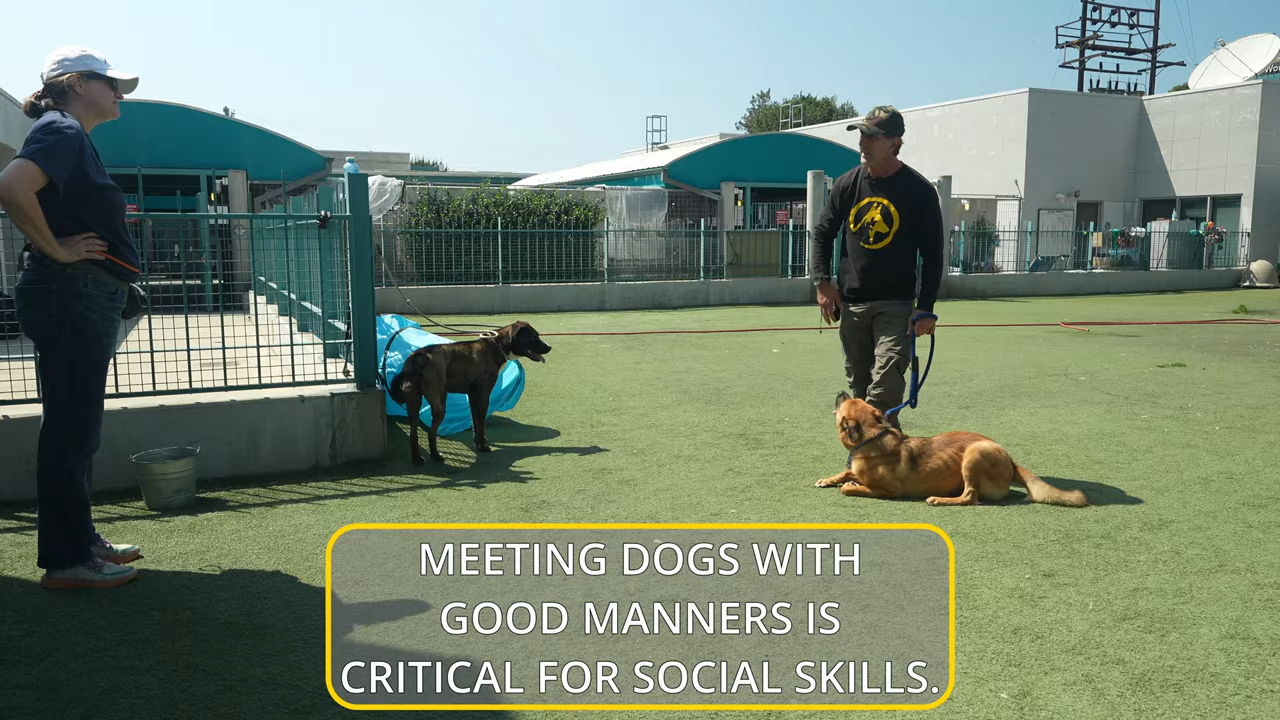 MEETING DOGS WITH
GOOD MANNERS IS
CRITICAL FOR SOCIAL SKILLS.